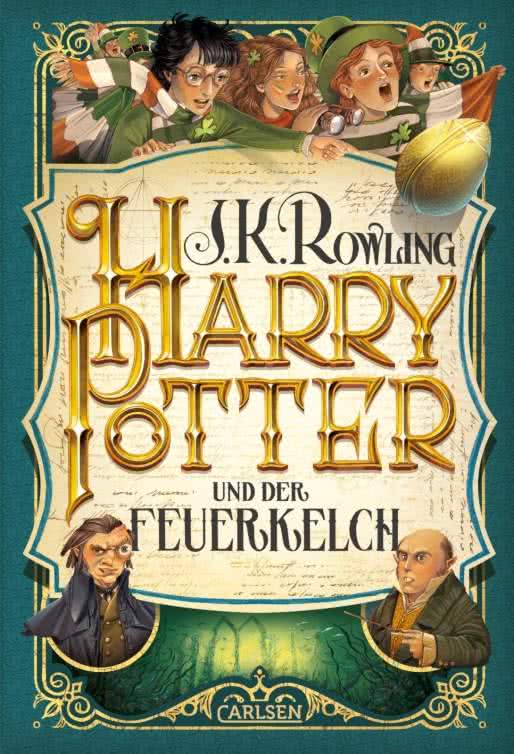 J.K. ROWLING
HARRY
POTTER
UND DER
FEUERKELCH
CARLSEN